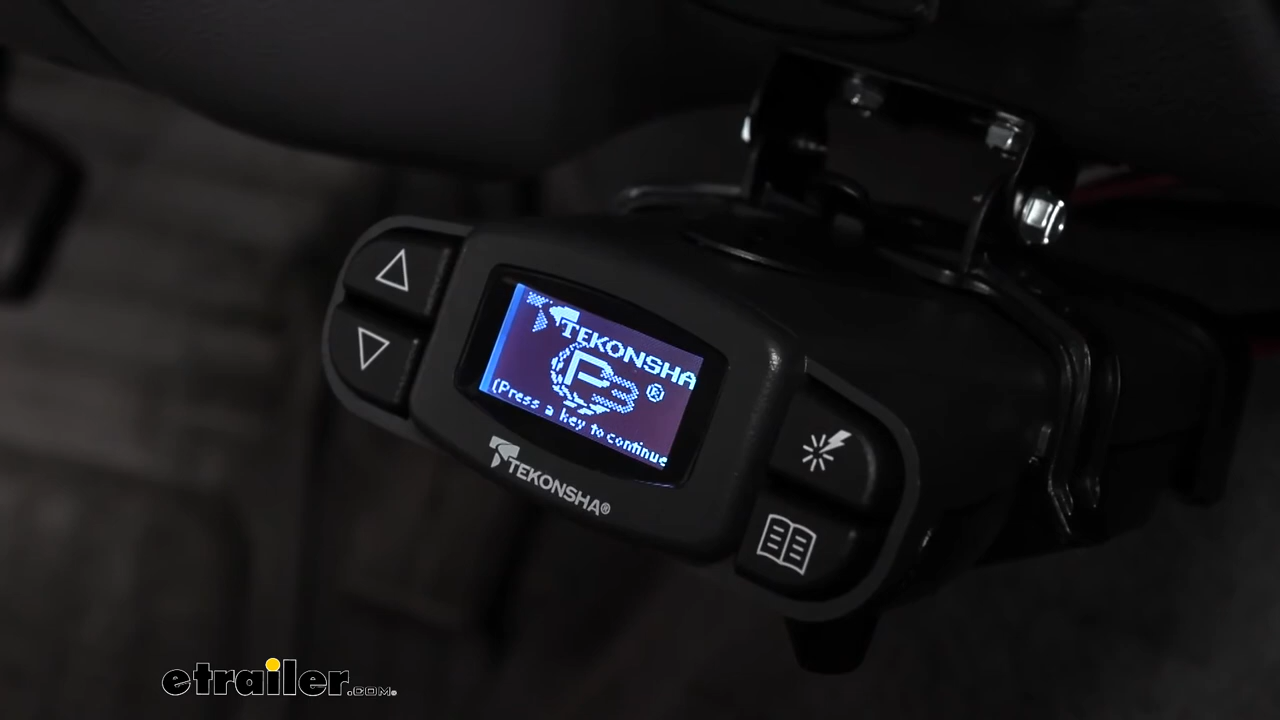 TEKONSHA
P3®
(Press a key to continue
TEKONSHA®
etrailer.COM